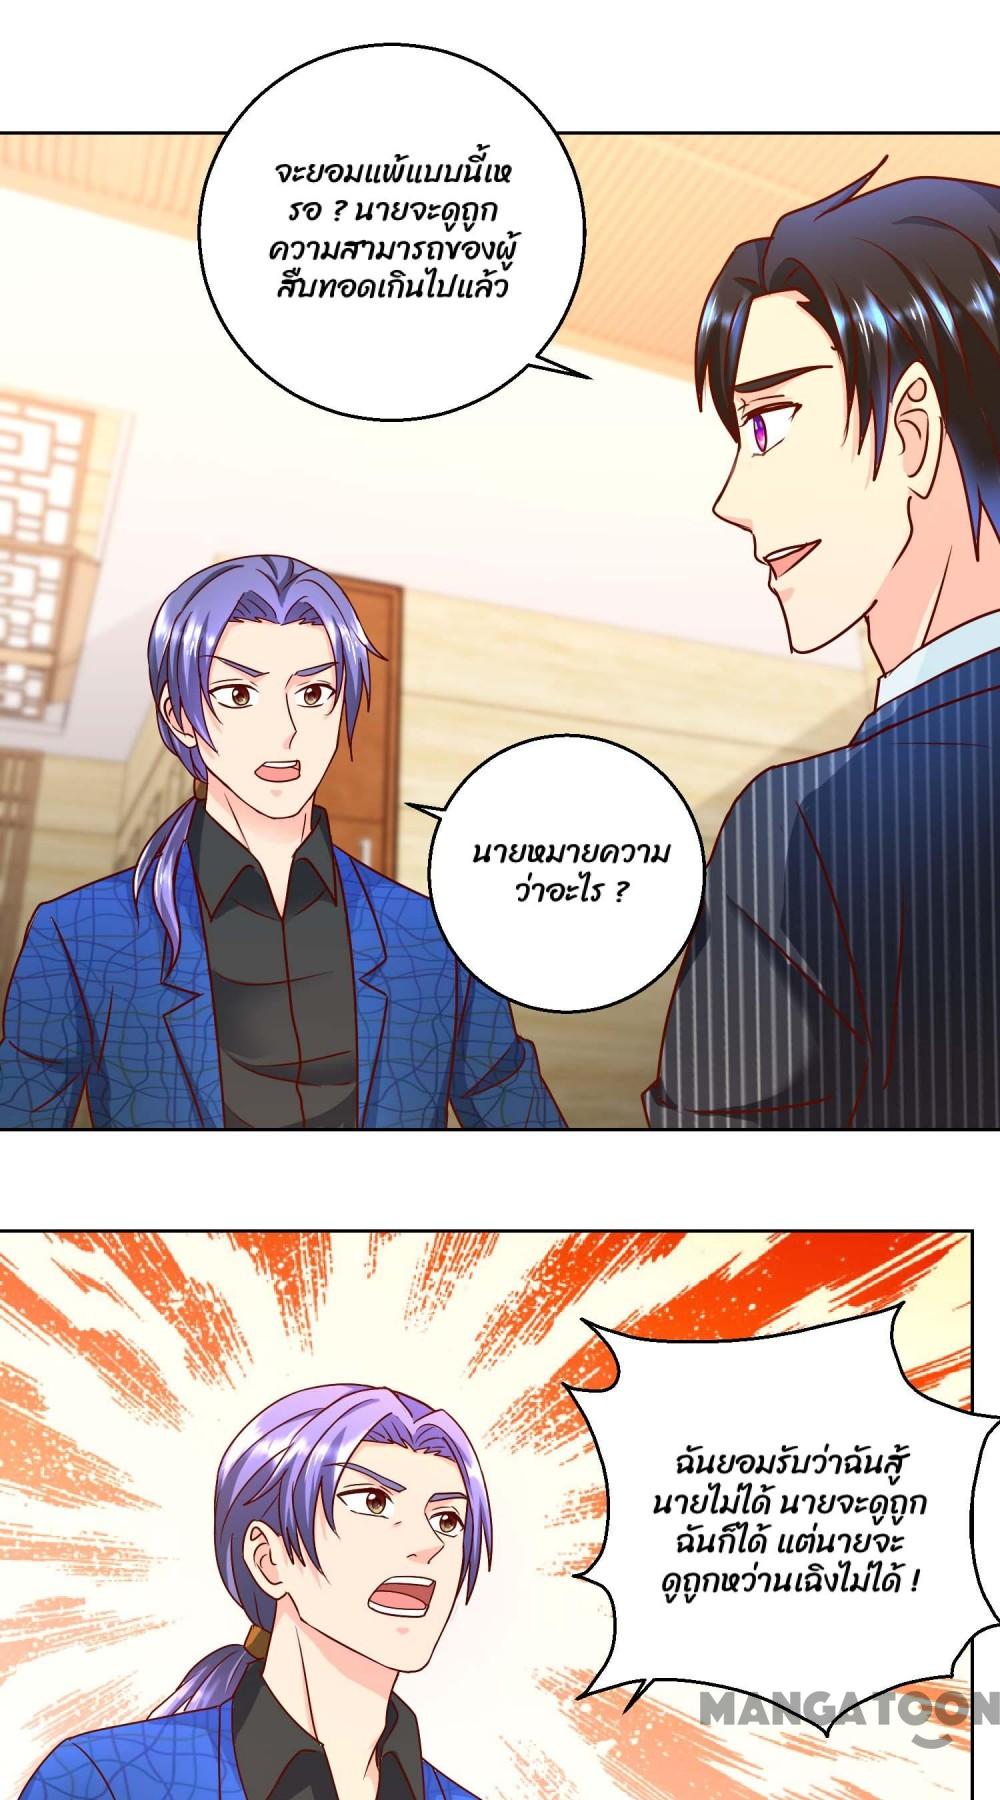 จะยอมแพ้แบบนี้เห
รอ ? นายจะดูถูก
ความสามารถของผู้
สืบทอดเกินไปแล้ว
นายหมายความ
ว่าอะไร ?
ฉันยอมรับว่าฉันสู้
นายไม่ได้ นายจะดูถูก
ฉันก็ได้ แต่นายจะ
ดูถูกหว่านเฉิงไม่ได้ !
MANGATOON